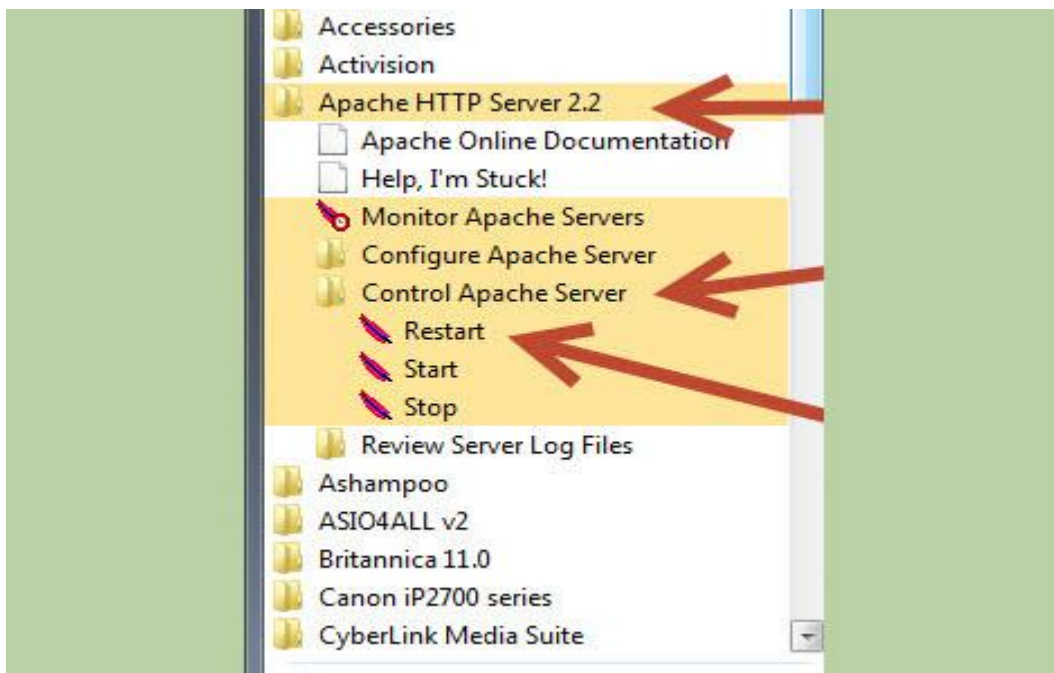 Accessories
Activision
Apache HTTP Server 2.2
Apache Online Documentation
Help, I'm Stuck!
Monitor Apache Servers
Configure Apache Server
Control Apache Server
Restart
Start
Stop
Review Server Log Files
Ashampoo
ASIO4ALL v2
Britannica 11.0
Canon iP2700 series
CyberLink Media Suite